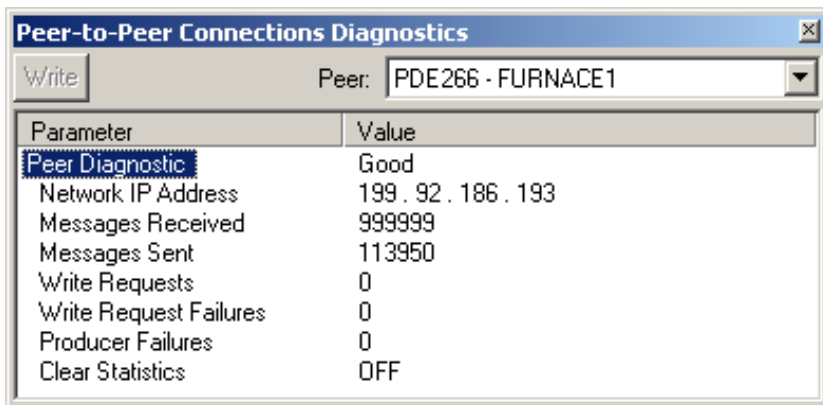 Peer-to-Peer Connections Diagnostics
Write Peer: PDE266 - FURNACE1
Parameter Value
Peer Diagnostic Good
Network IP Address 199 . 92 . 186 . 193
Messages Received 999999
Messages Sent 113950
Write Requests 0
Write Request Failures 0
Producer Failures 0
Clear Statistics OFF